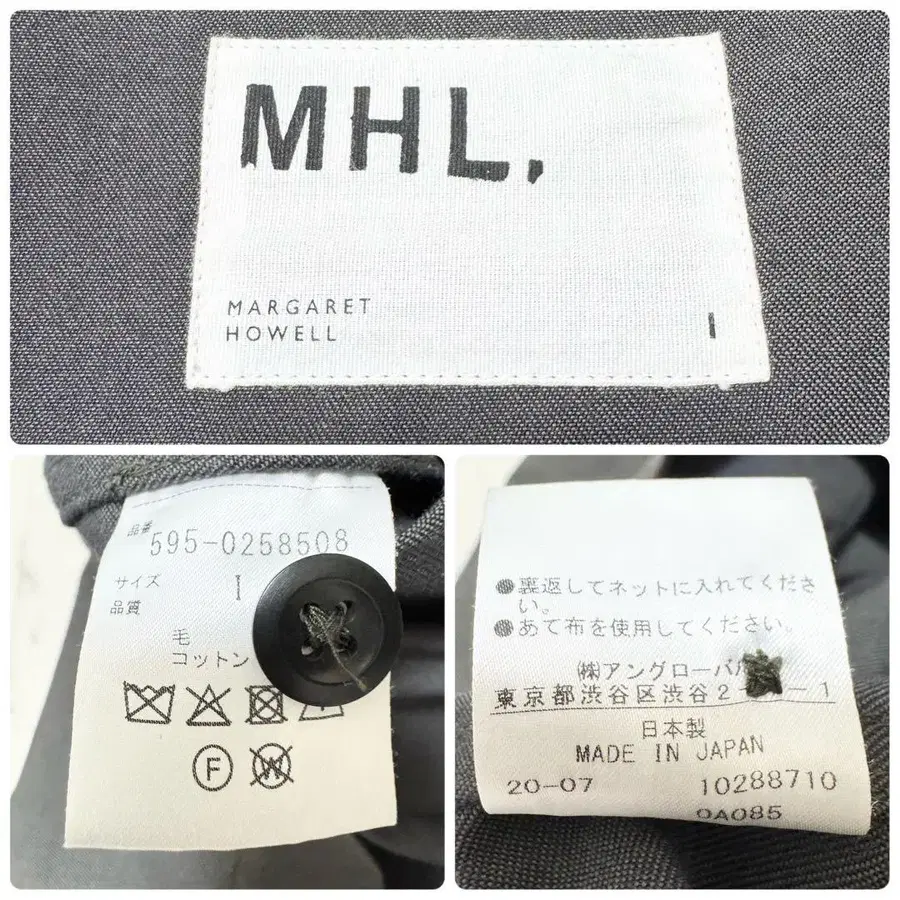 MHL.
MARGARET
HOWELL
I
品番
595-0258508
サイズ I
品質
毛
コットン
F
W
●裏返してネットに入れてくださ
い。
●あて布を使用してください。
㈱アングローバル
東京都渋谷区渋谷2- -1
日本製
MADE IN JAPAN
20-07 10288710
0A085